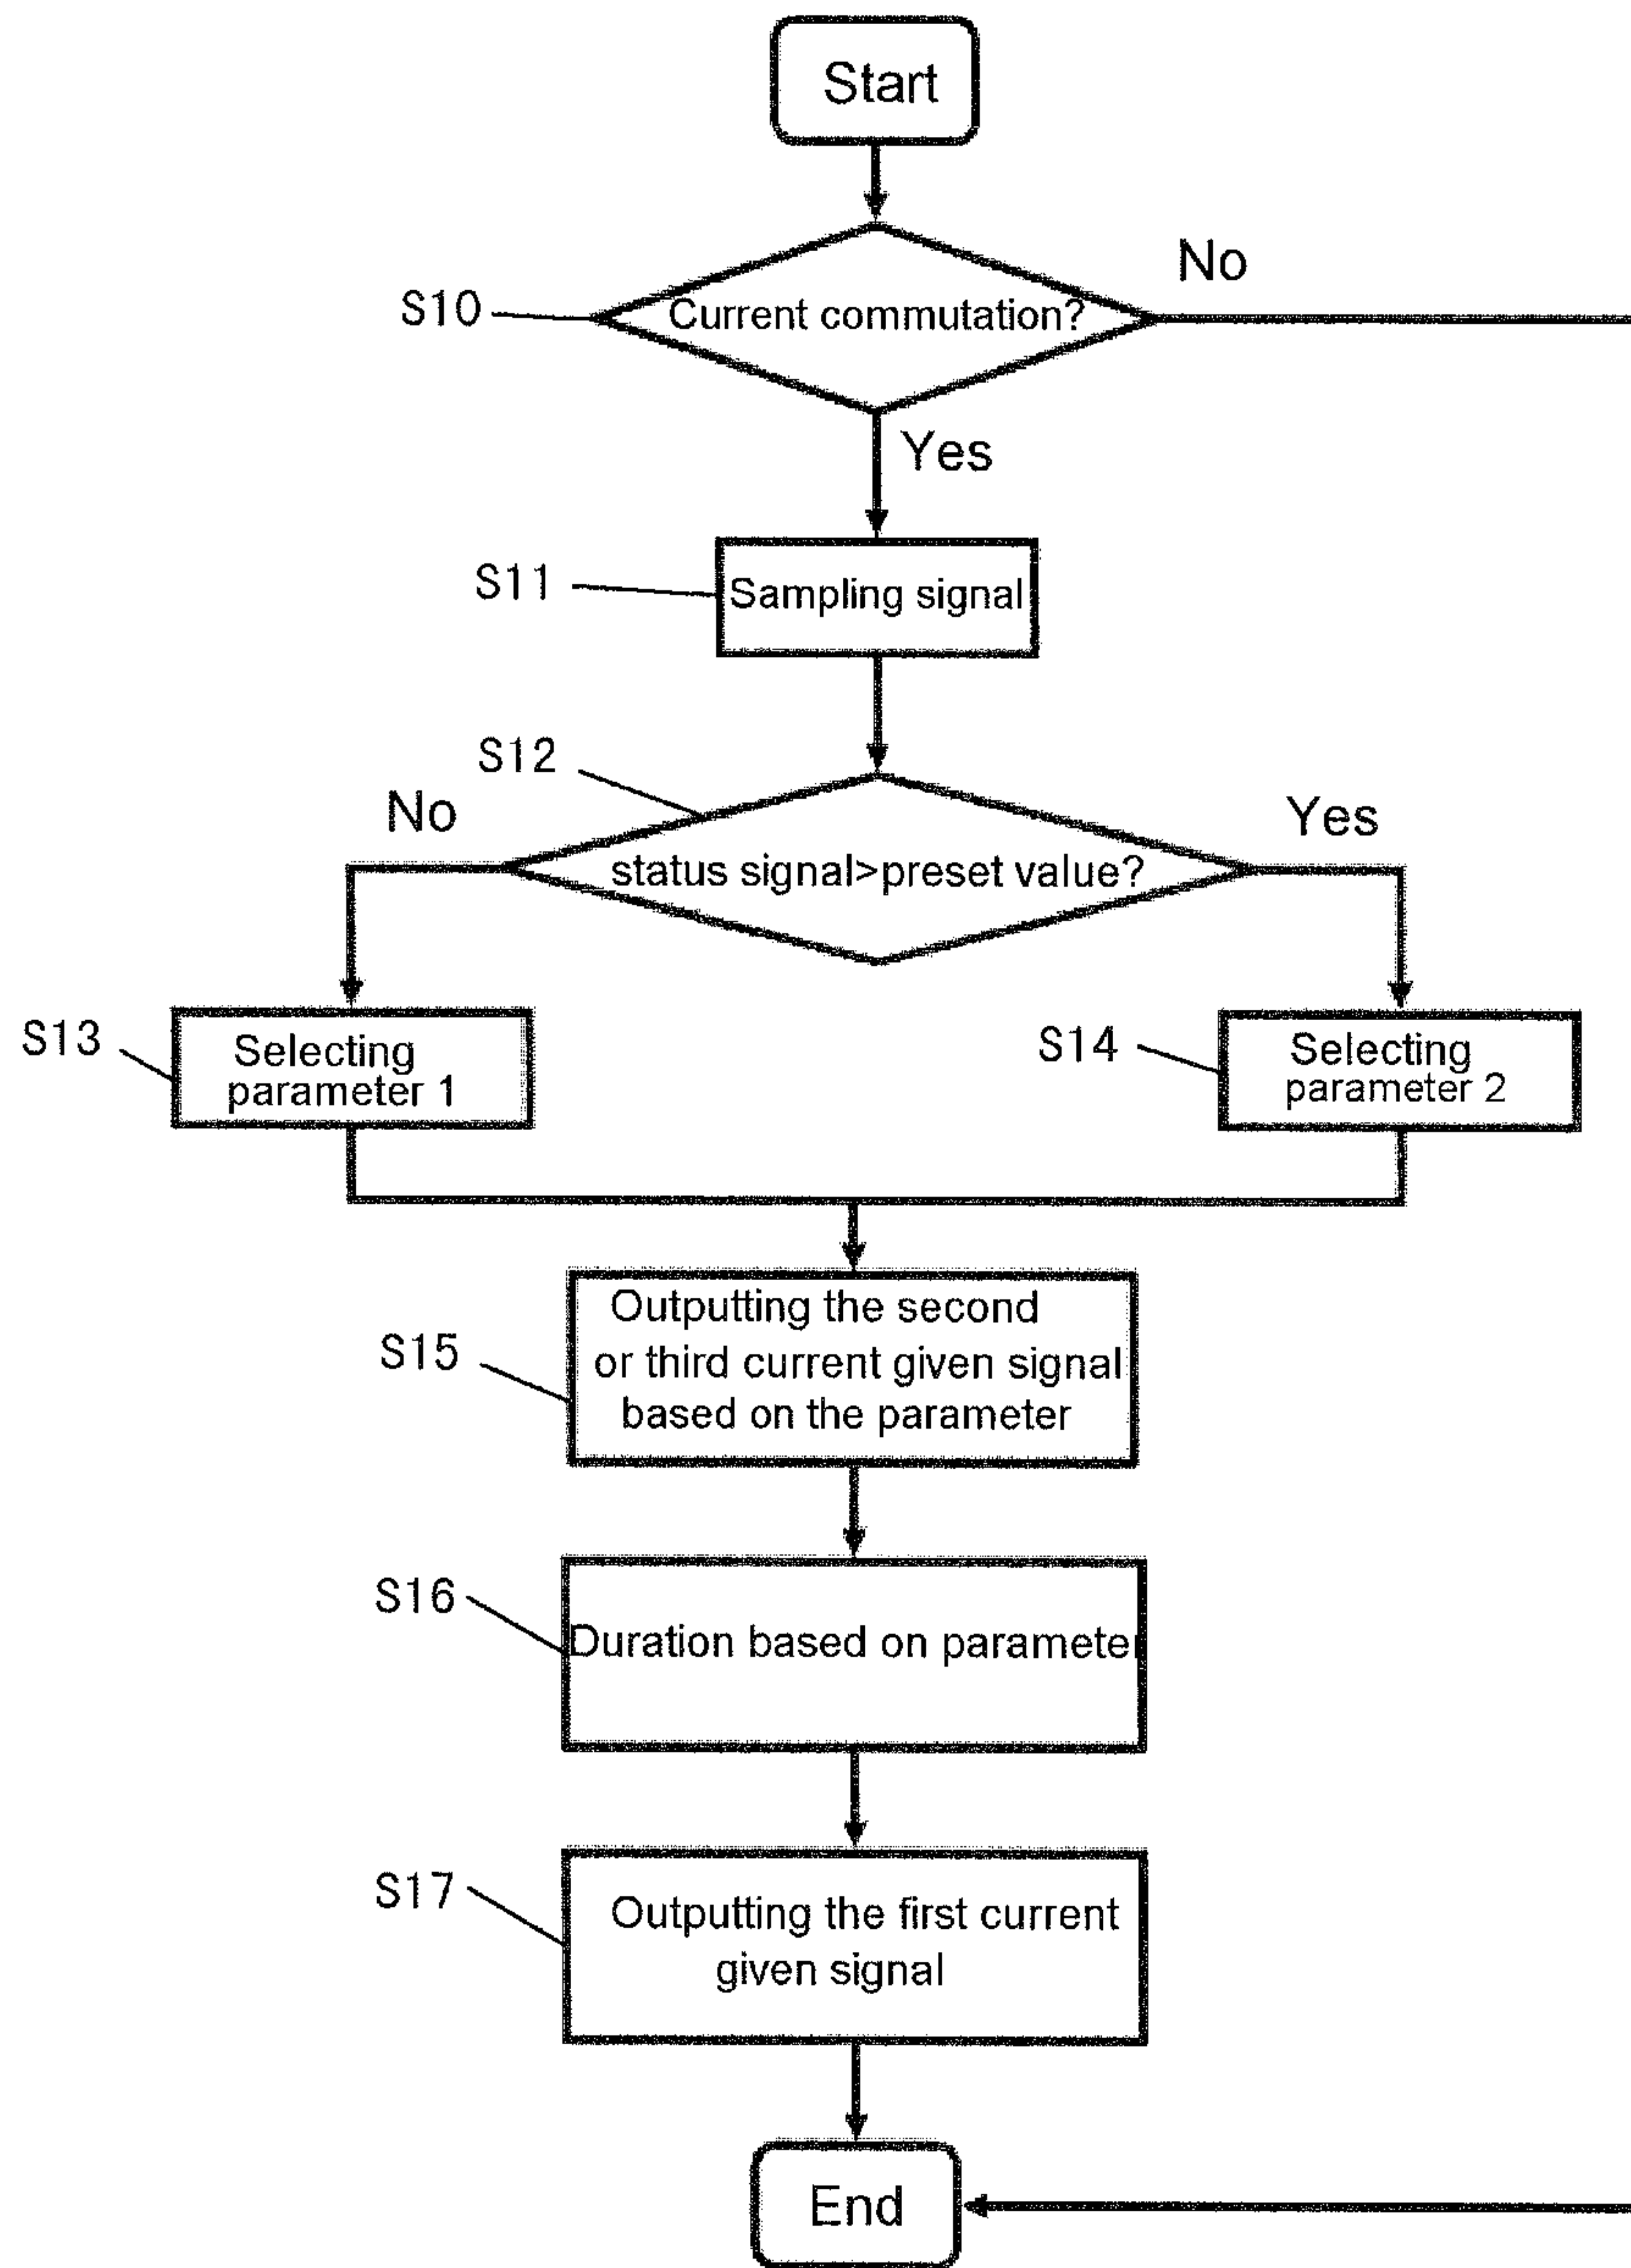 Start
No
S10
Current commutation?
Yes
S11
Sampling signal
S12
No
Yes
status signal>preset value?
S13
Selecting
parameter 1
S14
Selecting
parameter 2
S15
Outputting the second
or third current given signal
based on the parameter
S16
Duration based on parameter
S17
Outputting the first current
given signal
End